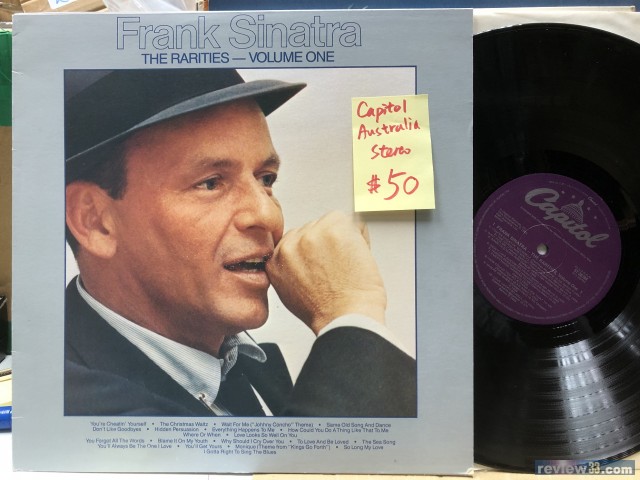 Frank Sinatra
THE RARITIES — VOLUME ONE
Capitol
Australia
Stereo
$50
Capitol
You're Cheatin' Yourself • The Christmas Waltz • Wait For Me ("Johnny Concho" Theme) • Same Old Song And Dance
Don't Like Goodbyes • Hidden Persuasion • Everything Happens To Me • How Could You Do A Thing Like That To Me
Where Or When • Love Looks So Well On You
You Forgot All The Words • Blame It On My Youth • Why Should I Cry Over You • To Love And Be Loved • The Sea Song
You'll Always Be The One I Love • You'll Get Yours • Monique (Theme from "Kings Go Forth") • So Long My Love
I Gotta Right To Sing The Blues
review33.com